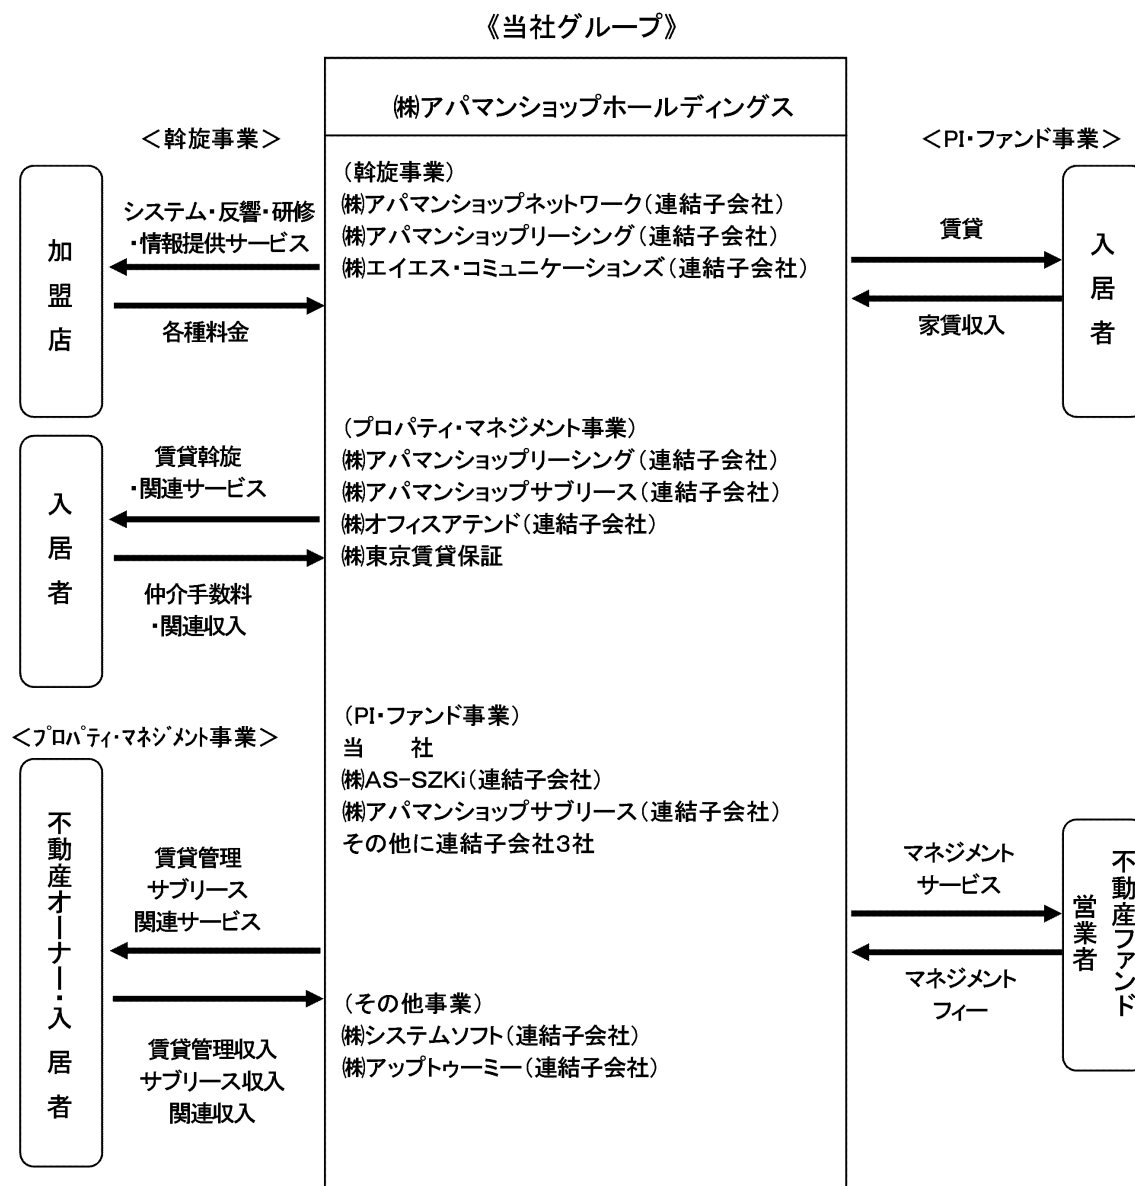 《当社グループ》
㈱アパマンショップホールディングス
＜斡旋事業＞
加盟店
システム・反響・研修
・情報提供サービス
各種料金
入居者
賃貸斡旋
・関連サービス
仲介手数料
・関連収入
＜ﾌﾟﾛﾊﾟﾃｨ・ﾏﾈｼﾞﾒﾝﾄ事業＞
不動産オーナー・入居者
賃貸管理
サブリース
関連サービス
賃貸管理収入
サブリース収入
関連収入
（斡旋事業）
㈱アパマンショップネットワーク（連結子会社）
㈱アパマンショップリーシング（連結子会社）
㈱エイエス・コミュニケーションズ（連結子会社）
（プロパティ・マネジメント事業）
㈱アパマンショップリーシング（連結子会社）
㈱アパマンショップサブリース（連結子会社）
㈱オフィスアテンド（連結子会社）
㈱東京賃貸保証
（PI・ファンド事業）
当　　社
㈱AS-SZKi（連結子会社）
㈱アパマンショップサブリース（連結子会社）
その他に連結子会社3社
（その他事業）
㈱システムソフト（連結子会社）
㈱アップトゥーミー（連結子会社）
＜PI・ファンド事業＞
賃貸
家賃収入
入居者
マネジメント
サービス
マネジメント
フィー
不動産ファンド
営業者